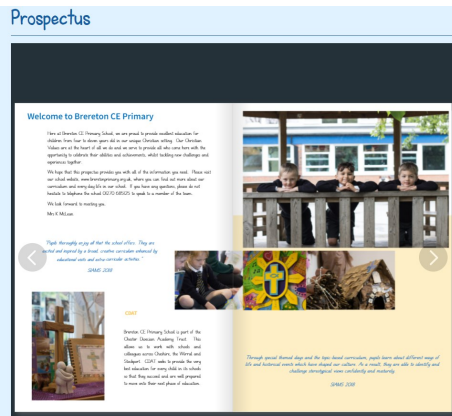 Prospectus
Welcome to Brereton CE Primary
Here at Brereton CE Primary School, we are proud to provide excellent education for
children from four to eleven years old in our unique Christian setting. Our Christian
Values are at the heart of all we do and we aim to provide all who come here with the
opportunity to celebrate their abilities and achievements, whilst tackling new challenges and
experiences together.
We hope that this prospectus provides you with all of the information you need. Please visit
our school website, www.breretonprimary.org.uk, where you can find out more about our
curriculum and every day life in our school. If you have any questions, please do not
hesitate to telephone the school to speak to a member of the team.
We look forward to meeting you.
Mrs K McLean
"Pupils thoroughly enjoy all that the school offers. They are
excited and inspired by a broad, creative curriculum enhanced by
educational visits and extra-curricular activities."
SIAMS 2018
CDAT
Brereton CE Primary School is part of the
Chester Diocesan Academy Trust. This
allows us to work with schools and
colleagues across Cheshire, the Wirral and
Stockport. CDAT seeks to provide the very
best education for every child in its schools
so that they succeed and are well prepared
to move onto their next phase of education.
Through special themed days and the topic-based curriculum, pupils learn about different ways of
life and historical events which have shaped our culture. As a result, they are able to identify and
challenge stereotypical views confidently and maturely.
SIAMS 2018